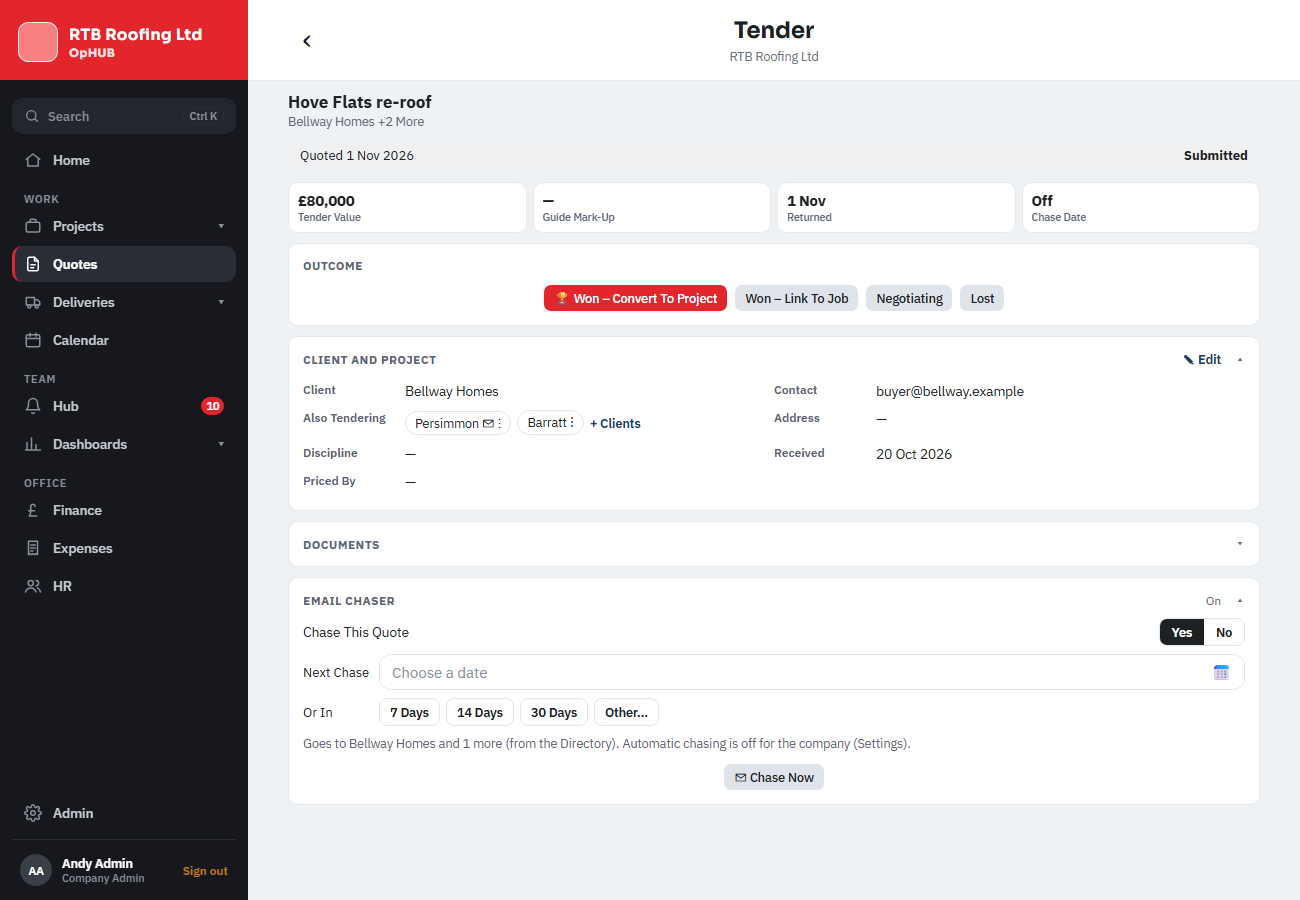 RTB Roofing Ltd
OpHUB
Search Ctrl K
Home
WORK
Projects
Quotes
Deliveries
Calendar
TEAM
Hub 10
Dashboards
OFFICE
Finance
Expenses
HR
Admin
AA Andy Admin
Company Admin
Sign out
Tender
RTB Roofing Ltd
Hove Flats re-roof
Bellway Homes +2 More
Quoted 1 Nov 2026 Submitted
£80,000 — 1 Nov Off
Tender Value Guide Mark-Up Returned Chase Date
OUTCOME
Won – Convert To Project Won – Link To Job Negotiating Lost
CLIENT AND PROJECT Edit
Client Bellway Homes Contact buyer@bellway.example
Also Tendering Persimmon Barratt + Clients Address —
Discipline — Received 20 Oct 2026
Priced By —
DOCUMENTS
EMAIL CHASER On
Chase This Quote Yes No
Next Chase Choose a date
Or In 7 Days 14 Days 30 Days Other...
Goes to Bellway Homes and 1 more (from the Directory). Automatic chasing is off for the company (Settings).
Chase Now